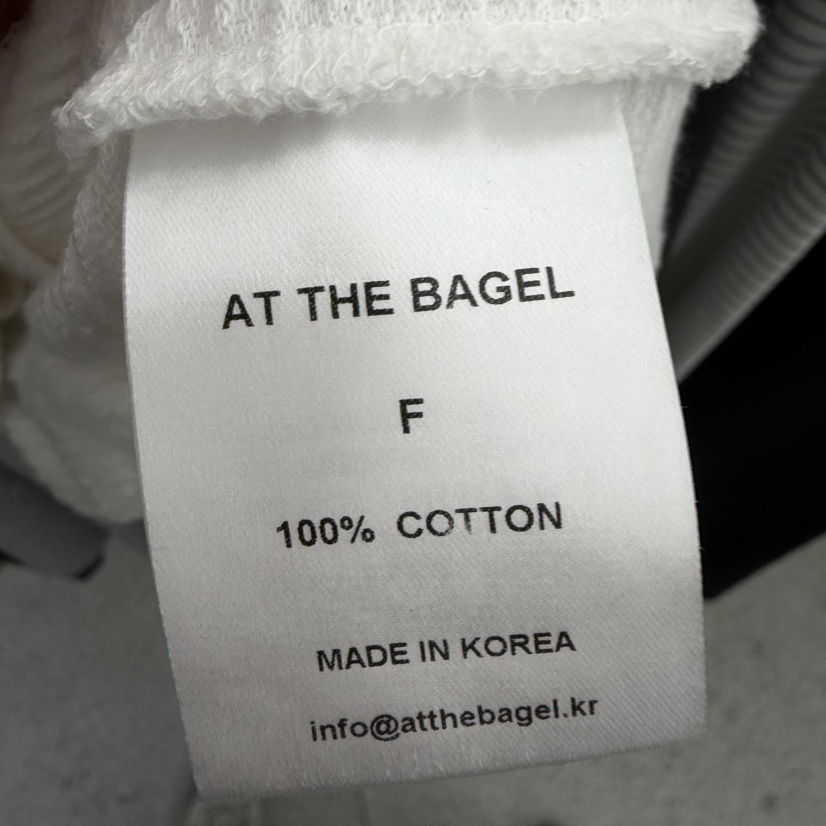 AT THE BAGEL
F
100% COTTON
MADE IN KOREA
info@atthebagel.kr